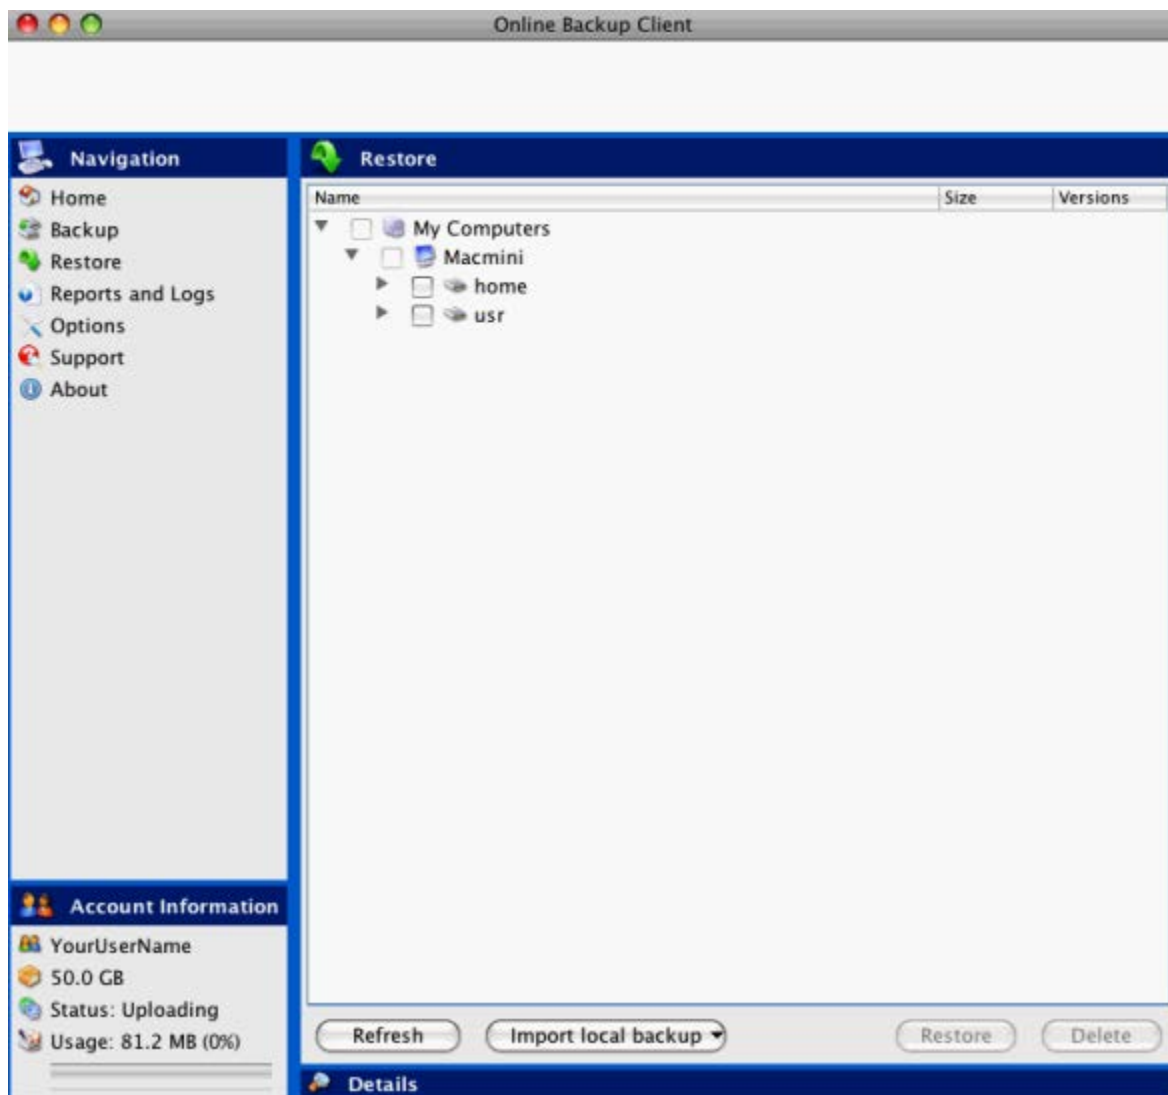 Online Backup Client
Navigation
Home
Backup
Restore
Reports and Logs
Options
Support
About
Restore
Name Size Versions
My Computers
Macmini
home
usr
Account Information
YourUserName
50.0 GB
Status: Uploading
Usage: 81.2 MB (0%)
Refresh Import local backup Restore Delete
Details